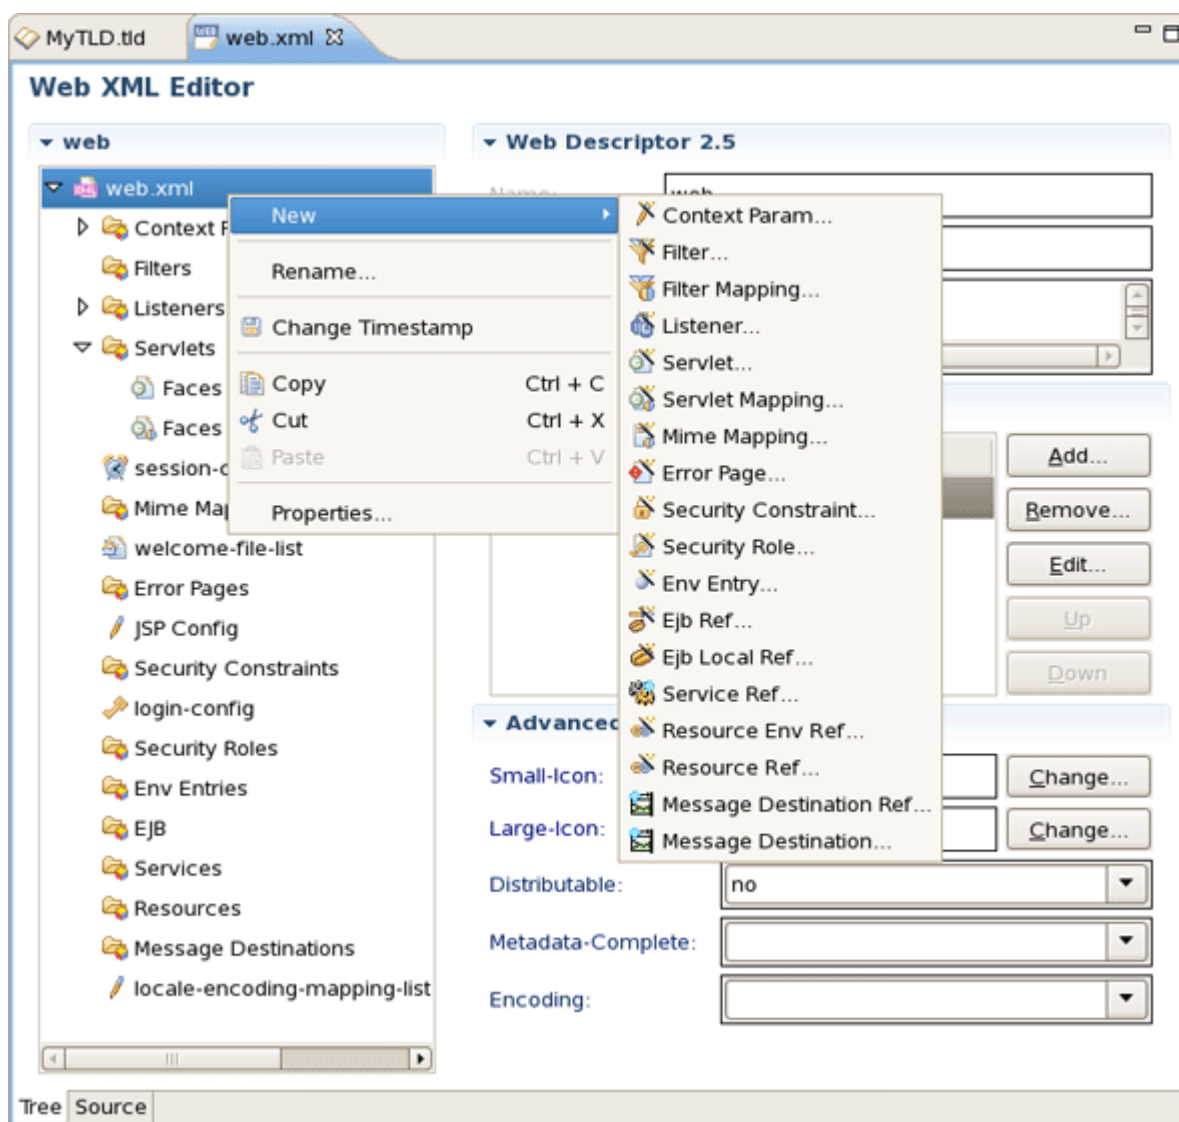 MyTLD.tld
web.xml
Web XML Editor
web
web.xml
Context
Filters
Listeners
Servlets
Faces
Faces
session-c
Mime Map
welcome-file-list
Error Pages
JSP Config
Security Constraints
login-config
Security Roles
Env Entries
EJB
Services
Resources
Message Destinations
locale-encoding-mapping-list
Tree
Source
New
Rename...
Change Timestamp
Copy Ctrl + C
Cut Ctrl + X
Paste Ctrl + V
Properties...
Context Param...
Filter...
Filter Mapping...
Listener...
Servlet...
Servlet Mapping...
Mime Mapping...
Error Page...
Security Constraint...
Security Role...
Env Entry...
Ejb Ref...
Ejb Local Ref...
Service Ref...
Resource Env Ref...
Resource Ref...
Message Destination Ref...
Message Destination...
Web Descriptor 2.5
Name: web
Add...
Remove...
Edit...
Up
Down
Advanced
Small-Icon: Change...
Large-Icon: Change...
Distributable: no
Metadata-Complete:
Encoding: